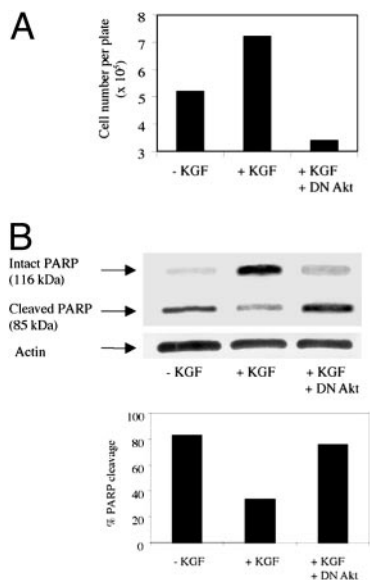 A
Cell number per plate
(x 10⁵)
8
7
6
5
4
3
- KGF
+ KGF
+ KGF
+ DN Akt
B
Intact PARP
(116 kDa)
Cleaved PARP
(85 kDa)
Actin
- KGF
+ KGF
+ KGF
+ DN Akt
% PARP cleavage
100
80
60
40
20
0
- KGF
+ KGF
+ KGF
+ DN Akt